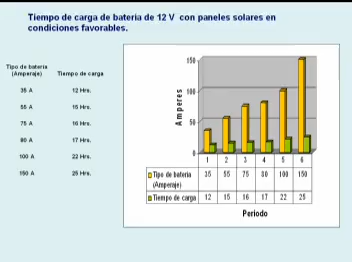 Tiempo de carga de bateria de 12 V con paneles solares en
condiciones favorables.
Tipo de bateria
(Amperaje) Tiempo de carga
35 A 12 Hrs.
55 A 15 Hrs.
75 A 16 Hrs.
80 A 17 Hrs.
100 A 22 Hrs.
150 A 25 Hrs.
Amperes
150
100
50
0
1 2 3 4 5 6
Tipo de bateria
(Amperaje) 35 55 75 80 100 150
Tiempo de carga 12 15 16 17 22 25
Periodo